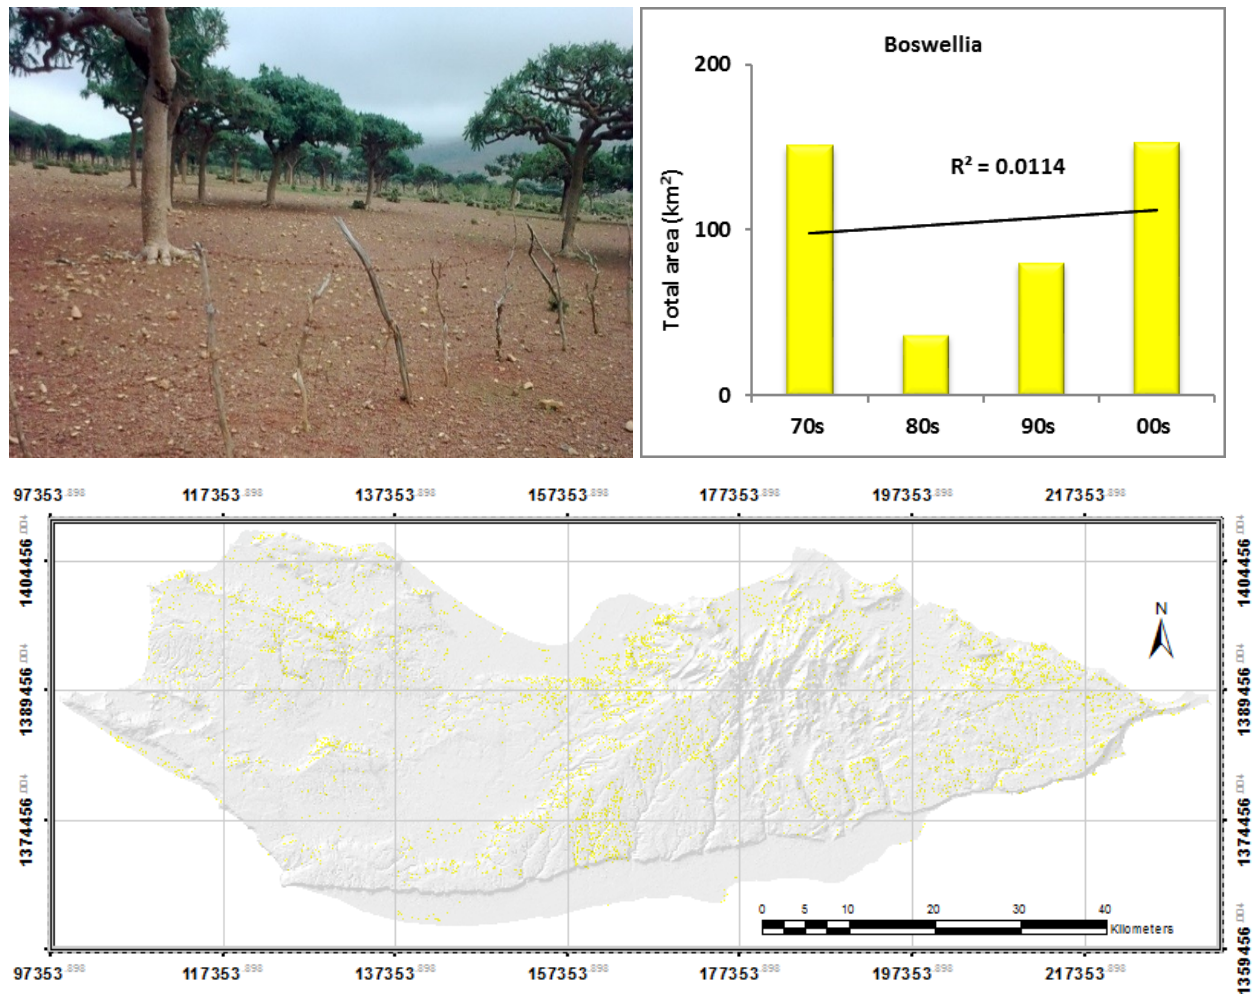 Boswellia
200
R² = 0.0114
Total area (km²)
100
0
70s 80s 90s 00s
97353.898 117353.898 137353.898 157353.898 177353.898 197353.898 217353.898
1404456.004 1404456.004
N
1389456.004 1389456.004
1374456.004 1374456.004
0 5 10 20 30 40
Kilometers
1359456.004
97353.898 117353.898 137353.898 157353.898 177353.898 197353.898 217353.898